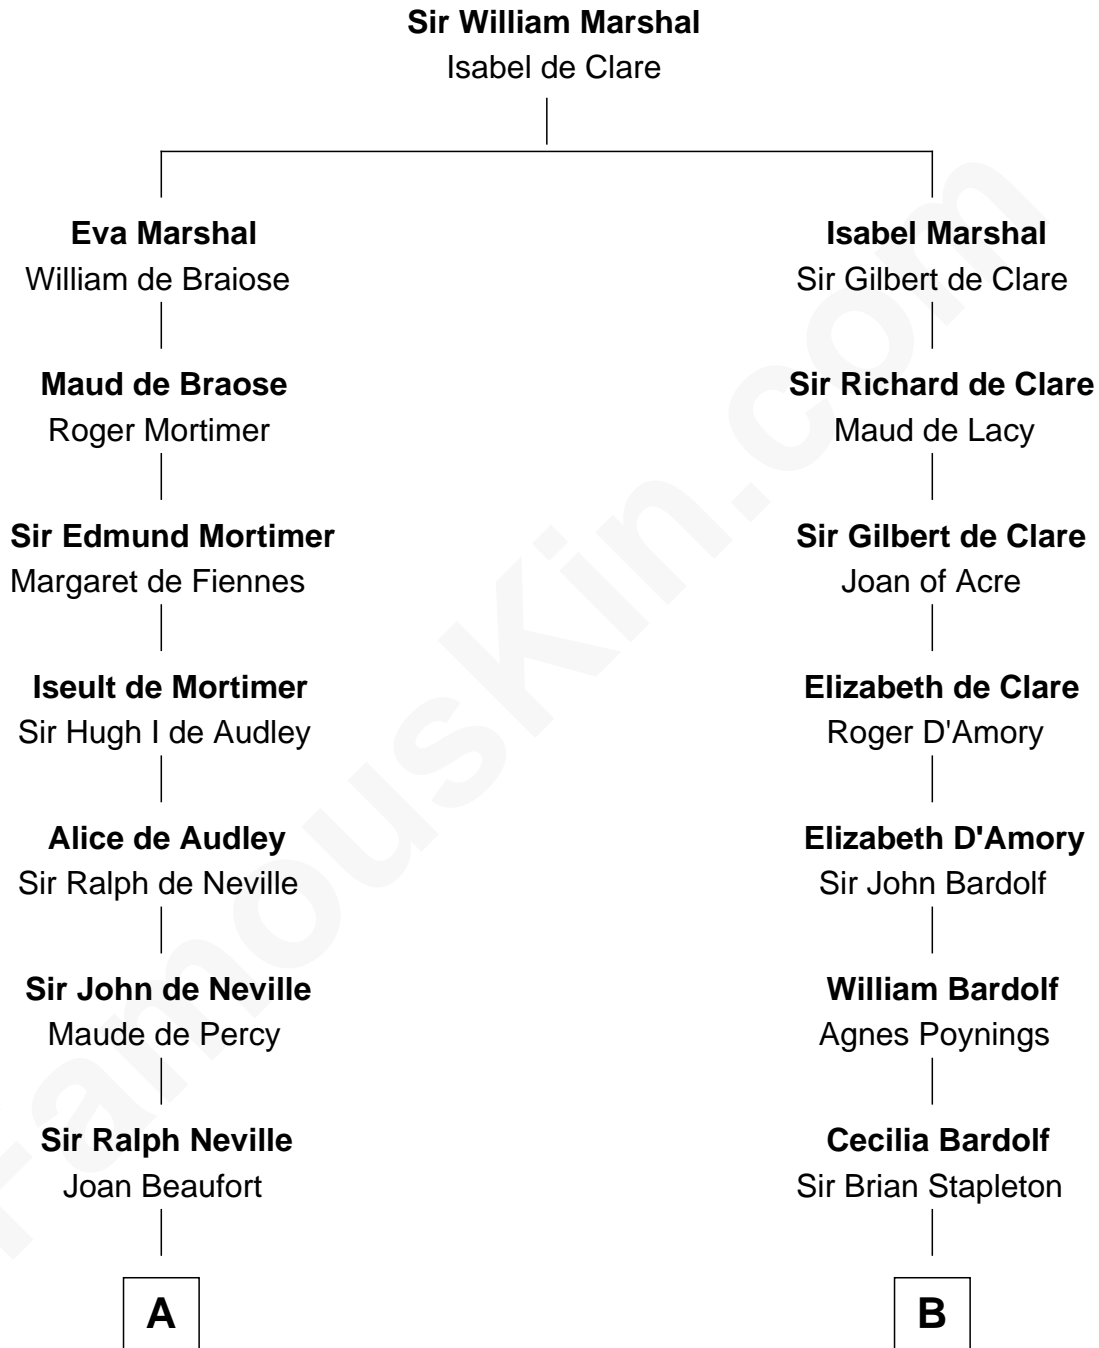 Sir William Marshal
Isabel de Clare
Eva Marshal
William de Braiose
Isabel Marshal
Sir Gilbert de Clare
Maud de Braose
Roger Mortimer
Sir Richard de Clare
Maud de Lacy
Sir Edmund Mortimer
Margaret de Fiennes
Sir Gilbert de Clare
Joan of Acre
Iseult de Mortimer
Sir Hugh I de Audley
Elizabeth de Clare
Roger D'Amory
Alice de Audley
Sir Ralph de Neville
Elizabeth D'Amory
Sir John Bardolf
Sir John de Neville
Maude de Percy
William Bardolf
Agnes Poynings
Sir Ralph Neville
Joan Beaufort
Cecilia Bardolf
Sir Brian Stapleton
A
B
FamousKin.com